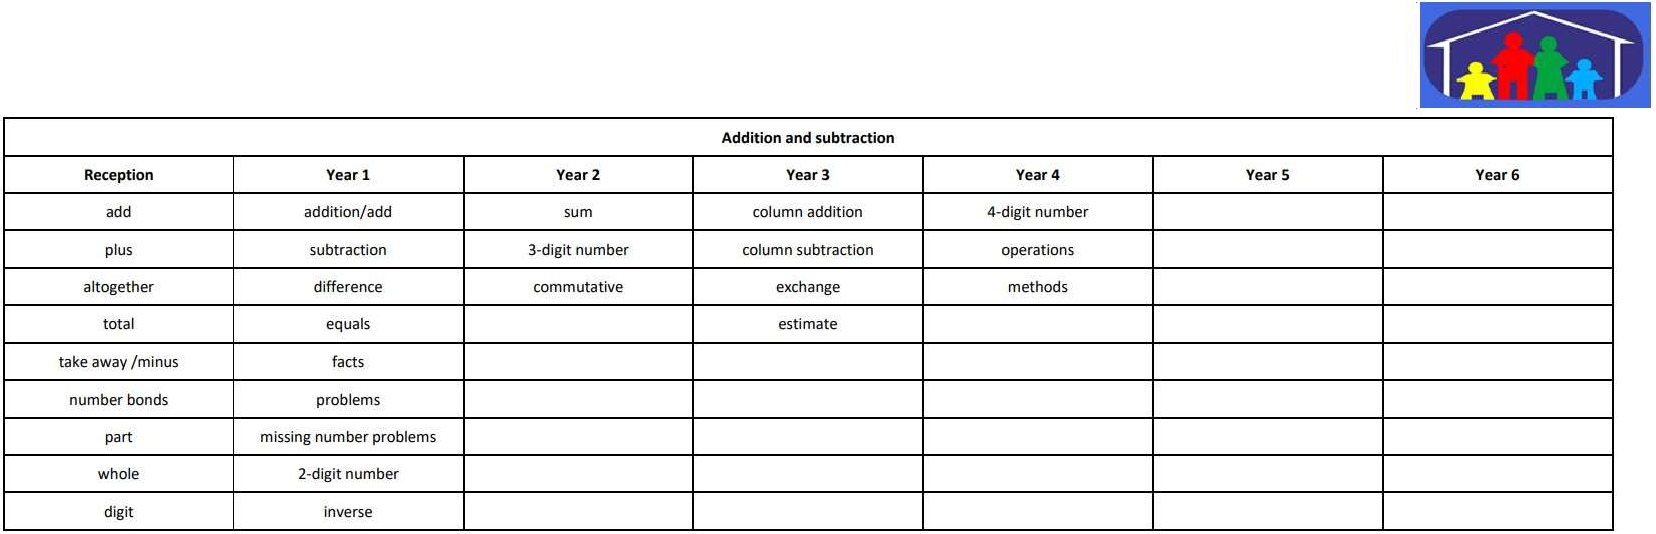 Addition and subtraction
Reception Year 1 Year 2 Year 3 Year 4 Year 5 Year 6
add addition/add sum column addition 4-digit number
plus subtraction 3-digit number column subtraction operations
altogether difference commutative exchange methods
total equals estimate
take away /minus facts
number bonds problems
part missing number problems
whole 2-digit number
digit inverse